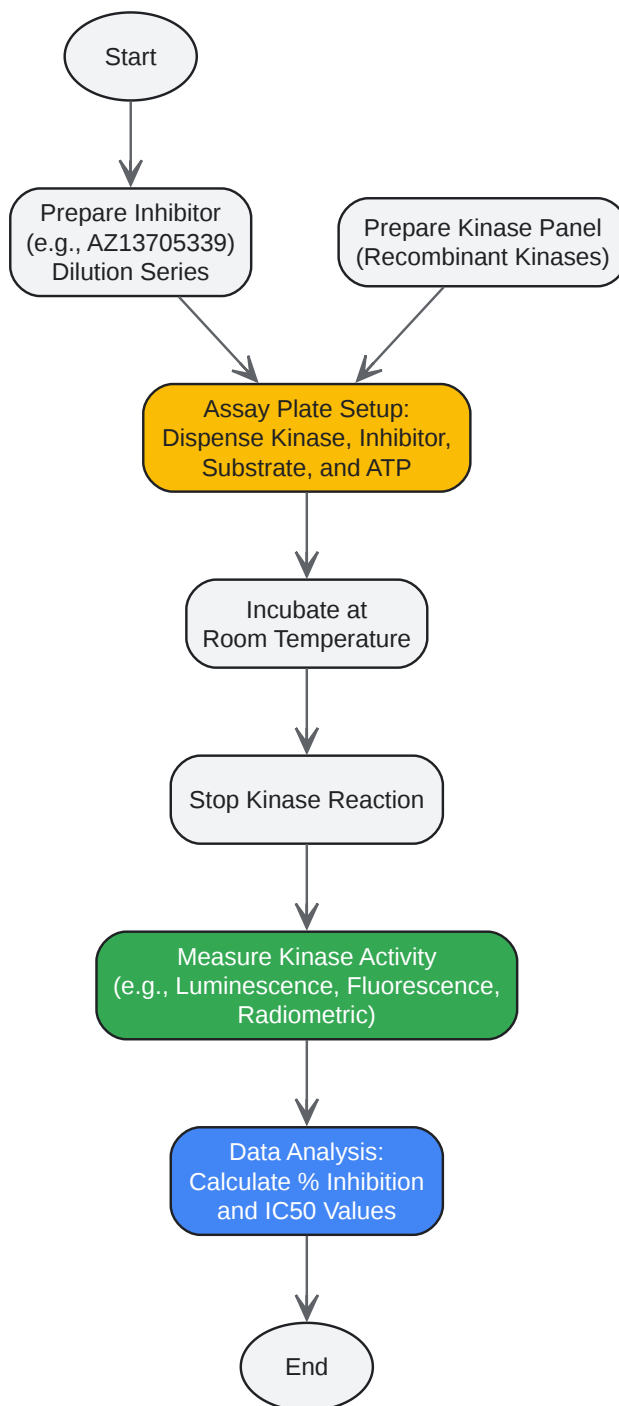 Start
Prepare Inhibitor
(e.g., AZ13705339)
Dilution Series
Prepare Kinase Panel
(Recombinant Kinases)
Assay Plate Setup:
Dispense Kinase, Inhibitor,
Substrate, and ATP
Incubate at
Room Temperature
Stop Kinase Reaction
Measure Kinase Activity
(e.g., Luminescence, Fluorescence,
Radiometric)
Data Analysis:
Calculate % Inhibition
and IC50 Values
End